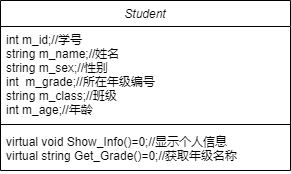 Student
int m_id;//学号
string m_name;//姓名
string m_sex;//性别
int  m_grade;//所在年级编号
string m_class;//班级
int m_age;//年龄
virtual void Show_Info()=0;//显示个人信息
virtual string Get_Grade()=0;//获取年级名称